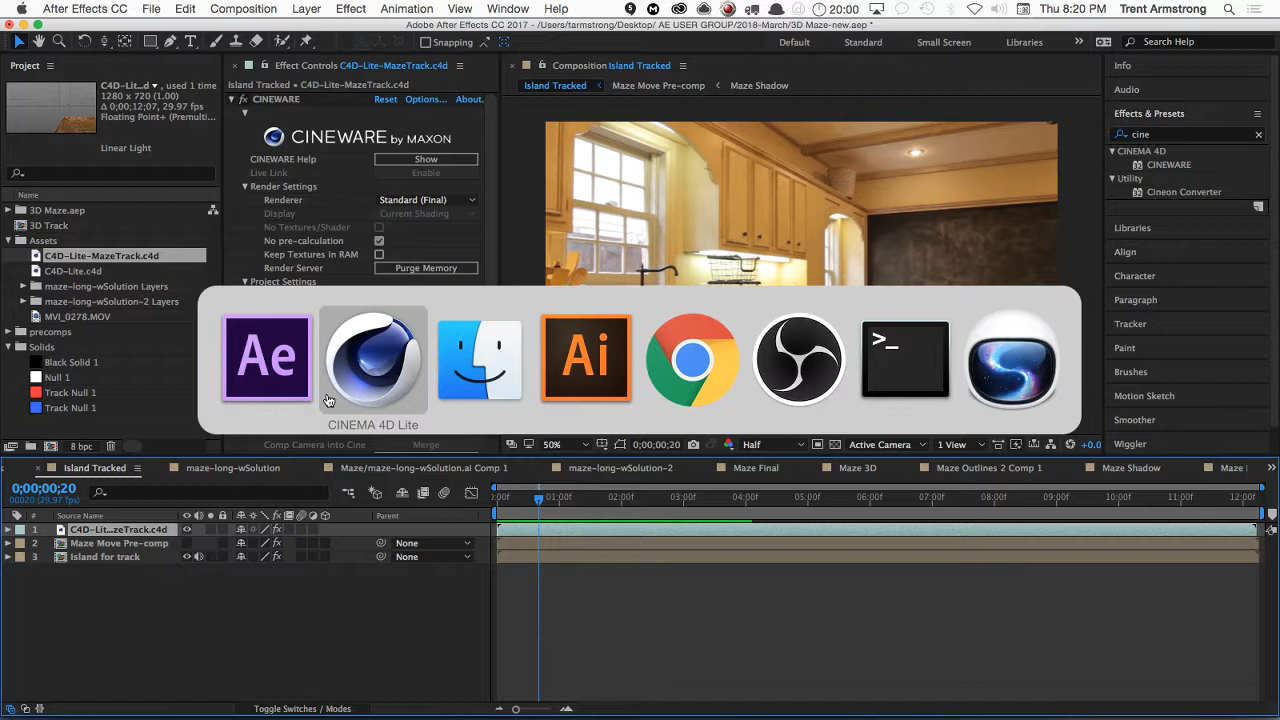 After Effects CC File Edit Composition Layer Effect Animation View Window Help 20:00 Thu 8:20 PM Trent Armstrong
Adobe After Effects CC 2017 - /Users/tarmstrong/Desktop/ AE USER GROUP/2018-March/3D Maze-new.aep *
Snapping Default Standard Small Screen Libraries Search Help
Project
C4D-Lit...d , used 1 time
1280 x 720 (1.00)
Δ 0;00;12;07, 29.97 fps
Floating Point+ (Premulti...
Linear Light
Name
3D Maze.aep
3D Track
Assets
C4D-Lite-MazeTrack.c4d
C4D-Lite.c4d
maze-long-wSolution Layers
maze-long-wSolution-2 Layers
MVI_0278.MOV
precomps
Solids
Black Solid 1
Null 1
Track Null 1
Track Null 1
8 bpc
Effect Controls C4D-Lite-MazeTrack.c4d
Island Tracked • C4D-Lite-MazeTrack.c4d
fx CINEWARE Reset Options... About.
CINEWARE BY MAXON
CINEWARE Help Show
Live Link Enable
Render Settings
Renderer Standard (Final)
Display Current Shading
No Textures/Shader
No pre-calculation
Keep Textures in RAM
Render Server Purge Memory
Project Settings
Comp Camera into Cine Merge
Composition Island Tracked
Island Tracked Maze Move Pre-comp Maze Shadow
50% 0;00;00;20 Half Active Camera 1 View +0.0
Info
Audio
Effects & Presets
cine
CINEMA 4D
CINEWARE
Utility
Cineon Converter
Libraries
Align
Character
Paragraph
Tracker
Paint
Brushes
Motion Sketch
Smoother
Wiggler
Ae
Ai
>_
CINEMA 4D Lite
Island Tracked maze-long-wSolution Maze/maze-long-wSolution.ai Comp 1 maze-long-wSolution-2 Maze Final Maze 3D Maze Outlines 2 Comp 1 Maze Shadow
0;00;00;20
00020 (29.97 fps)
:00f 01:00f 02:00f 03:00f 04:00f 05:00f 06:00f 07:00f 08:00f 09:00f 10:00f 11:00f 12:00f
# Source Name Parent
1 C4D-Lit...zeTrack.c4d
2 Maze Move Pre-comp None
3 Island for track None
Toggle Switches / Modes